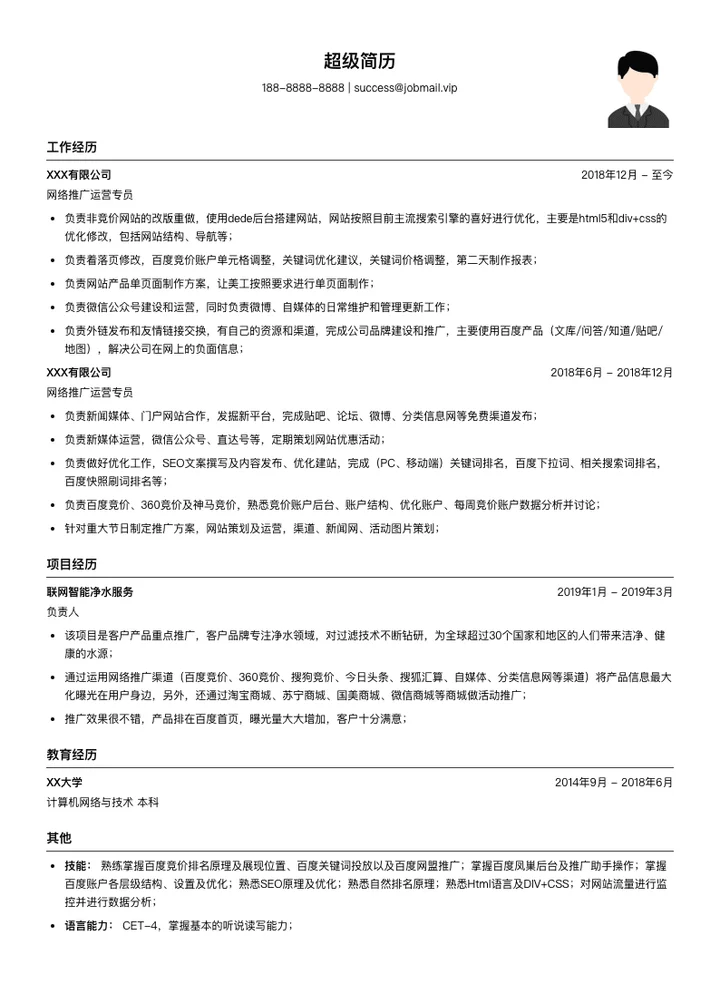 超级简历
188-8888-8888 | success@jobmail.vip
工作经历
XXX有限公司 2018年12月 – 至今
网络推广运营专员
• 负责非竞价网站的改版重做，使用dede后台搭建网站，网站按照目前主流搜索引擎的喜好进行优化，主要是html5和div+css的
优化修改，包括网站结构、导航等；
• 负责着落页修改，百度竞价账户单元格调整，关键词优化建议，关键词价格调整，第二天制作报表；
• 负责网站产品单页面制作方案，让美工按照要求进行单页面制作；
• 负责微信公众号建设和运营，同时负责微博、自媒体的日常维护和管理更新工作；
• 负责外链发布和友情链接交换，有自己的资源和渠道，完成公司品牌建设和推广，主要使用百度产品（文库/问答/知道/贴吧/
地图），解决公司在网上的负面信息；
XXX有限公司 2018年6月 – 2018年12月
网络推广运营专员
• 负责新闻媒体、门户网站合作，发掘新平台，完成贴吧、论坛、微博、分类信息网等免费渠道发布；
• 负责新媒体运营，微信公众号、直达号等，定期策划网站优惠活动；
• 负责做好优化工作，SEO文案撰写及内容发布、优化建站，完成（PC、移动端）关键词排名，百度下拉词、相关搜索词排名，
百度快照刷词排名等；
• 负责百度竞价、360竞价及神马竞价，熟悉竞价账户后台、账户结构、优化账户、每周竞价账户数据分析并讨论；
• 针对重大节日制定推广方案，网站策划及运营，渠道、新闻网、活动图片策划；
项目经历
联网智能净水服务 2019年1月 – 2019年3月
负责人
• 该项目是客户产品重点推广，客户品牌专注净水领域，对过滤技术不断钻研，为全球超过30个国家和地区的人们带来洁净、健
康的水源；
• 通过运用网络推广渠道（百度竞价、360竞价、搜狗竞价、今日头条、搜狐汇算、自媒体、分类信息网等渠道）将产品信息最大
化曝光在用户身边，另外，还通过淘宝商城、苏宁商城、国美商城、微信商城等商城做活动推广；
• 推广效果很不错，产品排在百度首页，曝光量大大增加，客户十分满意；
教育经历
XX大学 2014年9月 – 2018年6月
计算机网络与技术 本科
其他
• 技能： 熟练掌握百度竞价排名原理及展现位置、百度关键词投放以及百度网盟推广；掌握百度凤巢后台及推广助手操作；掌握
百度账户各层级结构、设置及优化；熟悉SEO原理及优化；熟悉自然排名原理；熟悉Html语言及DIV+CSS；对网站流量进行监
控并进行数据分析；
• 语言能力： CET-4，掌握基本的听说读写能力；